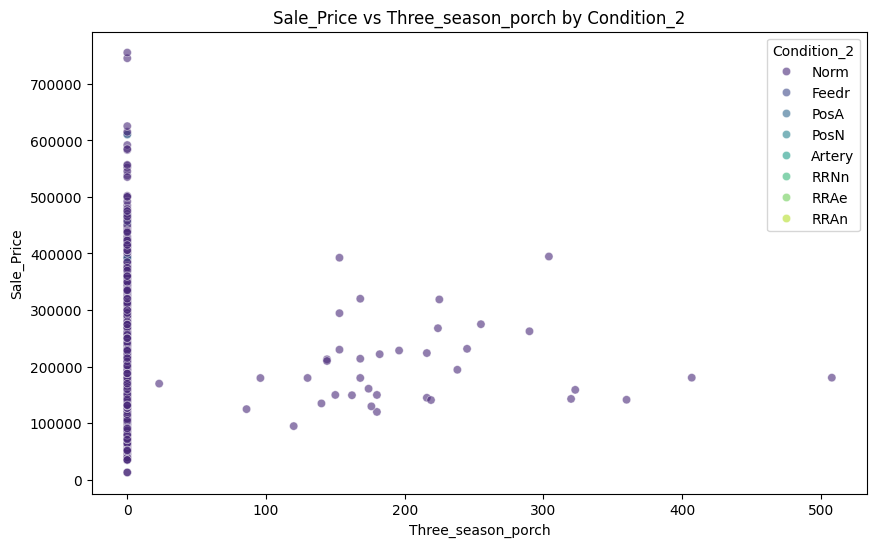 Sale_Price vs Three_season_porch by Condition_2
Condition_2
Norm
Feedr
PosA
PosN
Artery
RRNn
RRAe
RRAn
Sale_Price
700000
600000
500000
400000
300000
200000
100000
0
0 100 200 300 400 500
Three_season_porch